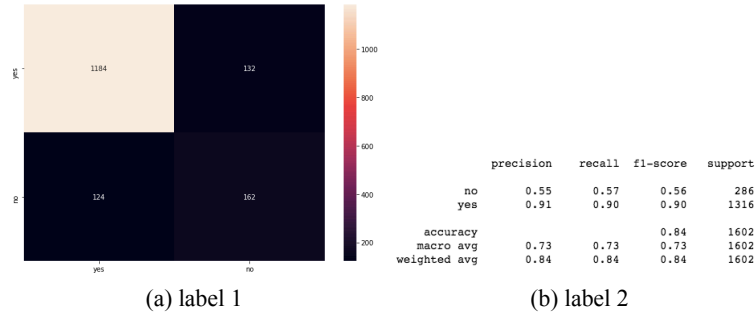 yes
1184
132
no
124
162
yes
no
1000
800
600
400
200
(a) label 1
precision recall f1-score support
no 0.55 0.57 0.56 286
yes 0.91 0.90 0.90 1316
accuracy 0.84 1602
macro avg 0.73 0.73 0.73 1602
weighted avg 0.84 0.84 0.84 1602
(b) label 2